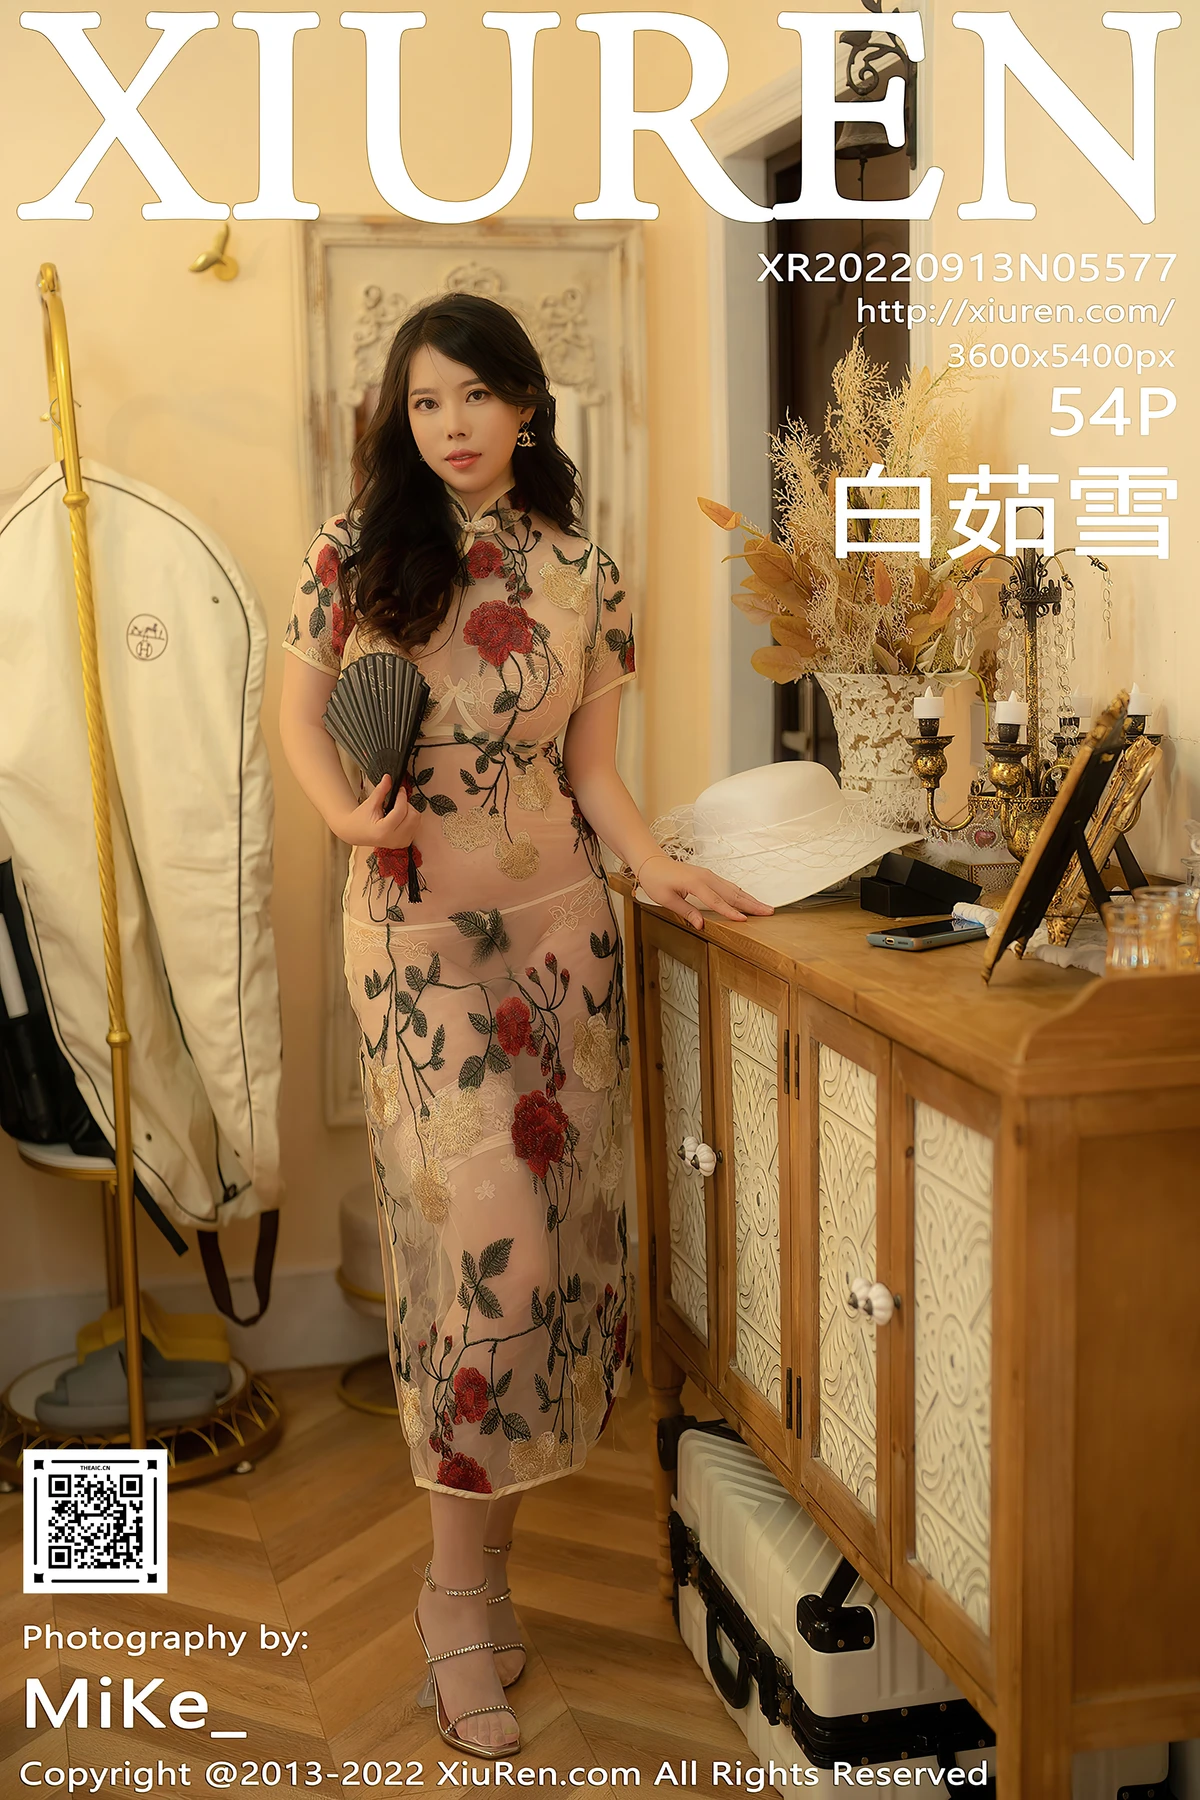 XIUREN
XR20220913N05577
http://xiuren.com/
3600x5400px
54P
白茹雪
THEAIC.CN
Photography by:
MiKe_
Copyright @2013-2022 XiuRen.com All Rights Reserved